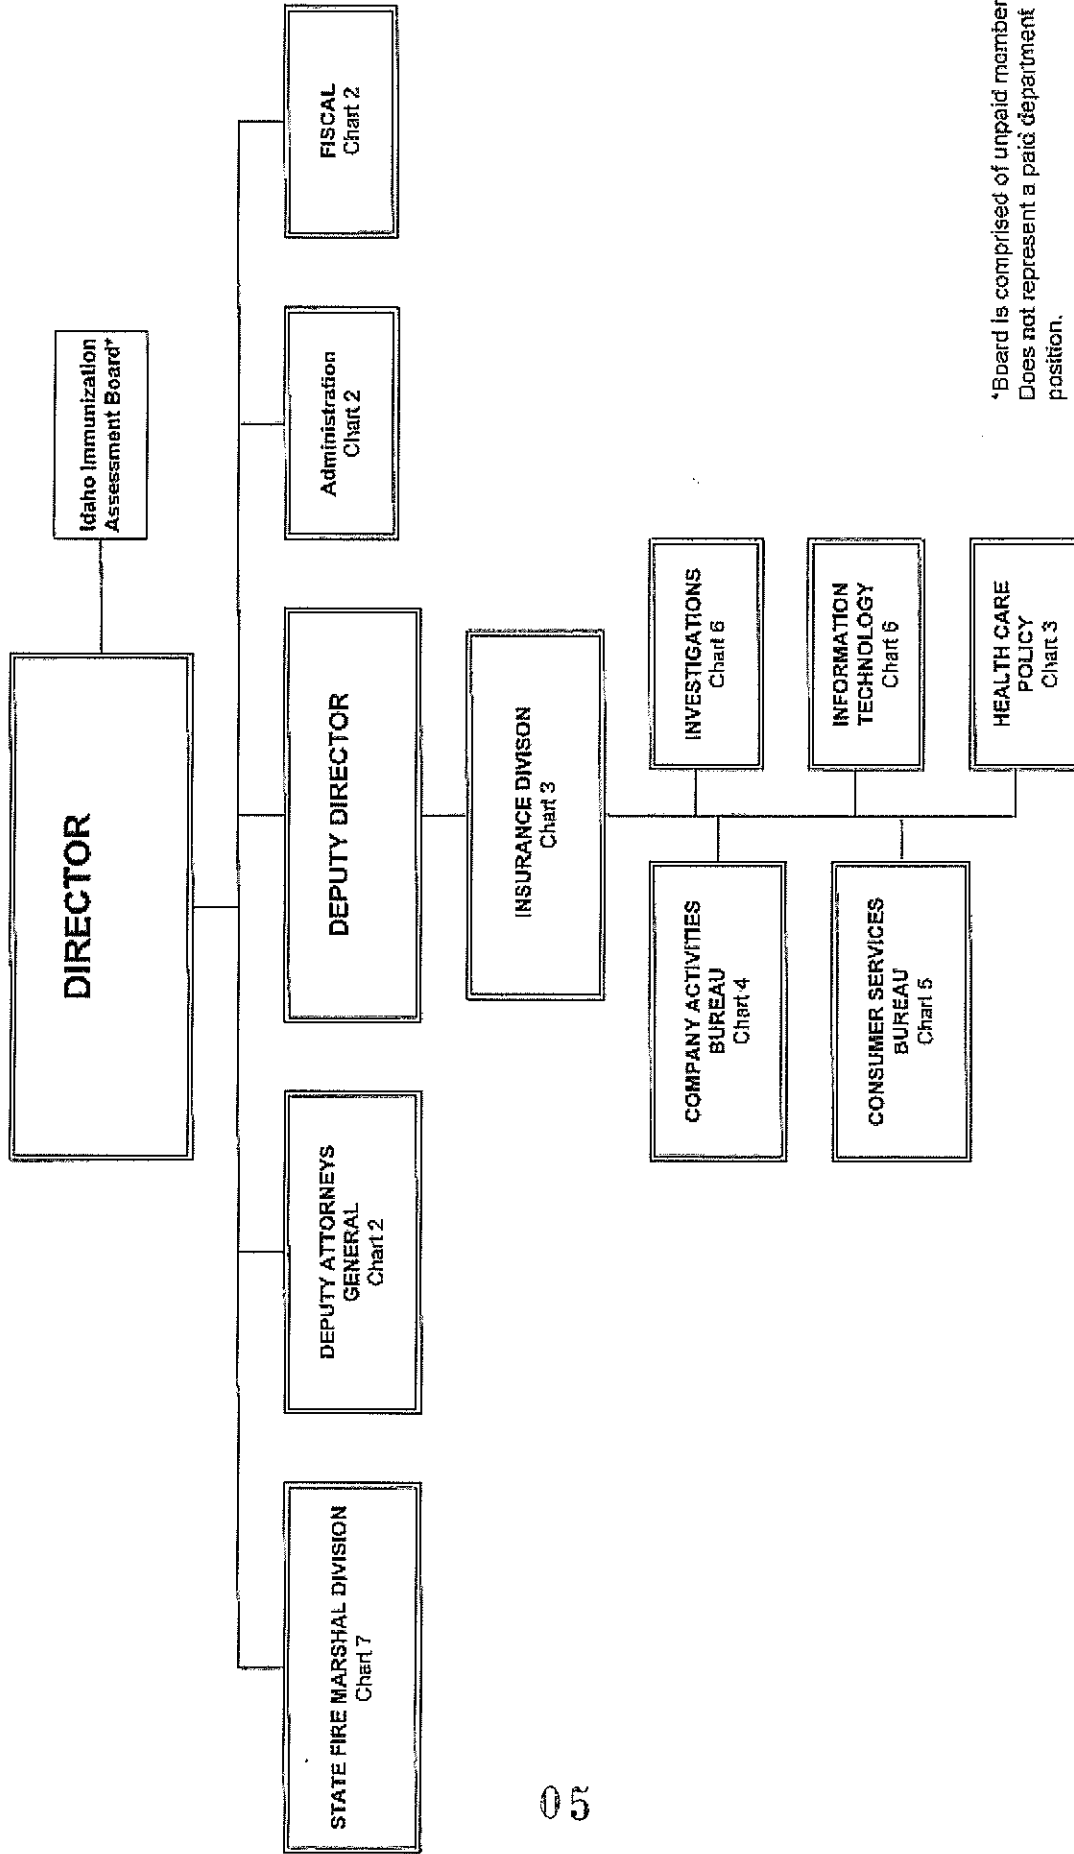 DIRECTOR
Idaho Immunization
Assessment Board*
STATE FIRE MARSHAL DIVISION
Chart 7
DEPUTY ATTORNEYS
GENERAL
Chart 2
DEPUTY DIRECTOR
Administration
Chart 2
FISCAL
Chart 2
INSURANCE DIVISON
Chart 3
COMPANY ACTIVITIES
BUREAU
Chart 4
INVESTIGATIONS
Chart 6
CONSUMER SERVICES
BUREAU
Chart 5
INFORMATION
TECHNOLOGY
Chart 6
HEALTH CARE
POLICY
Chart 3
*Board is comprised of unpaid member
Does not represent a paid department
position.
05